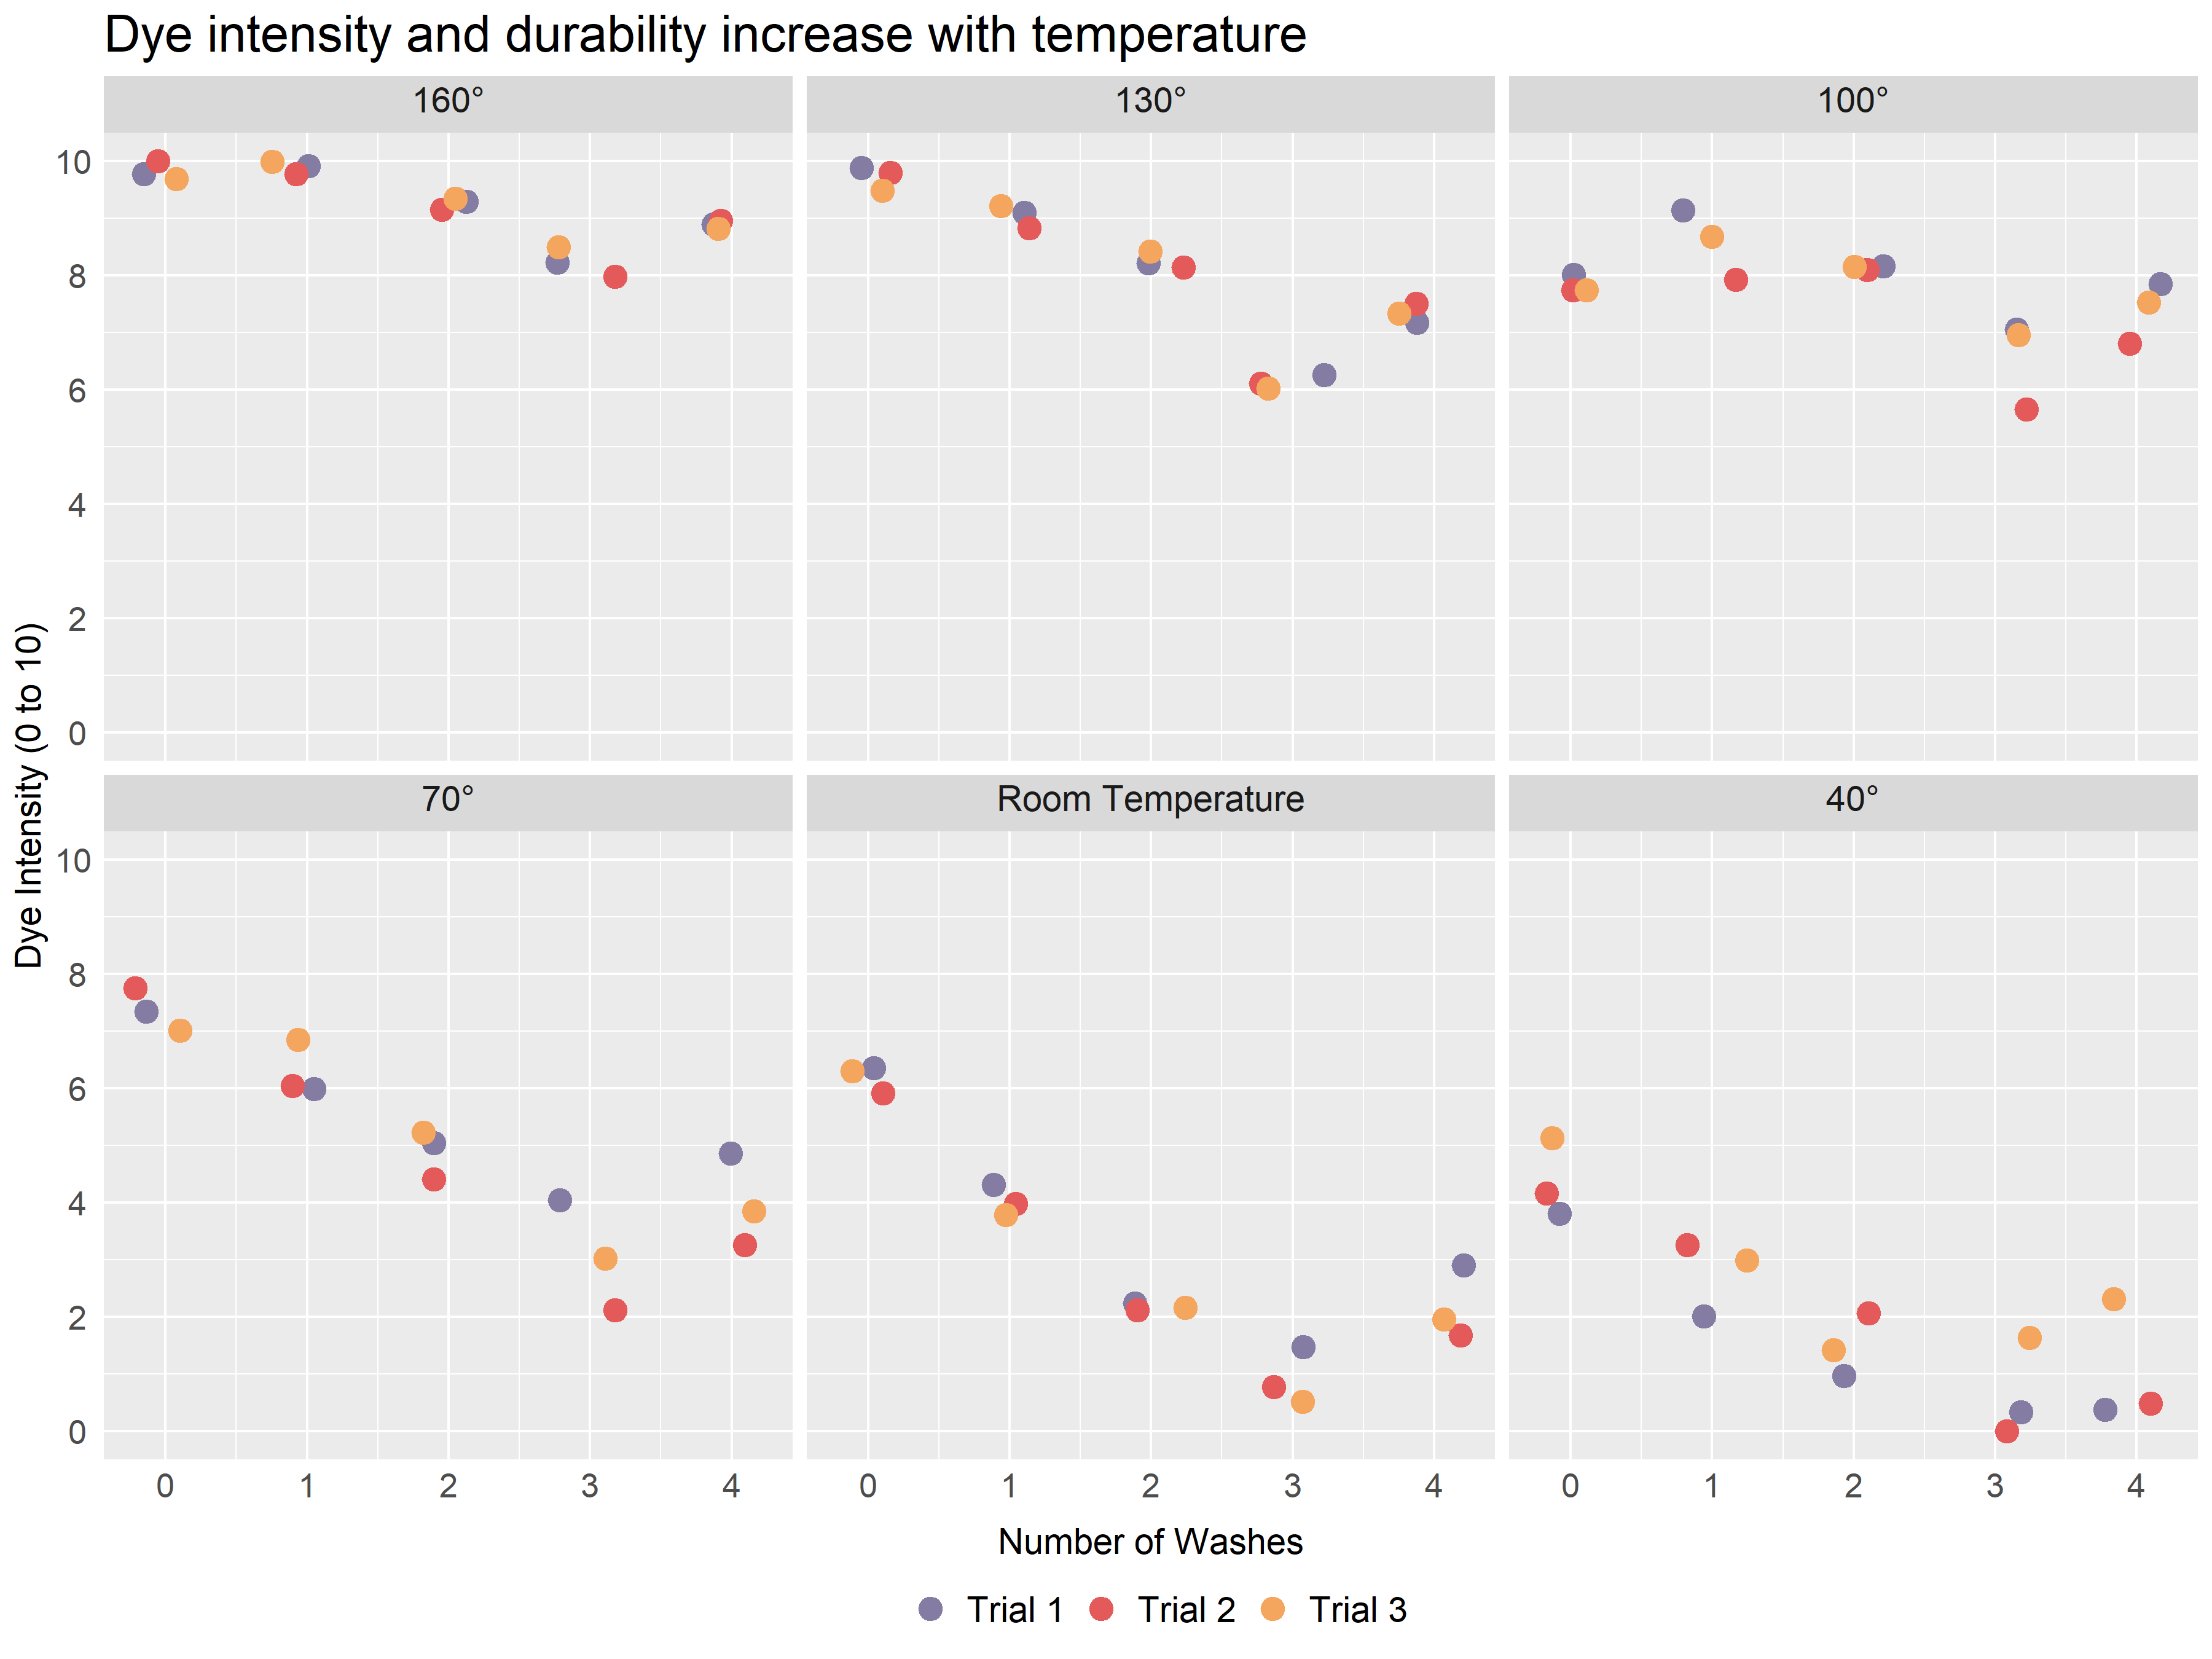 Dye intensity and durability increase with temperature
160°
130°
100°
10
8
6
4
2
0
70°
Room Temperature
40°
10
8
6
4
2
0
Dye Intensity (0 to 10)
0 1 2 3 4
0 1 2 3 4
0 1 2 3 4
Number of Washes
Trial 1
Trial 2
Trial 3